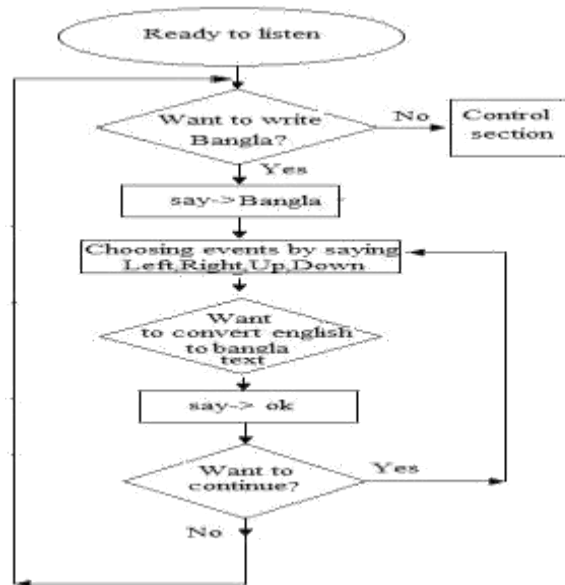 Ready to listen
Want to write
Bangla?
No
Control
section
Yes
say->Bangla
Choosing events by saying
Left,Right,Up,Down
Want
to convert english
to bangla
text
say-> ok
Want to
continue?
Yes
No